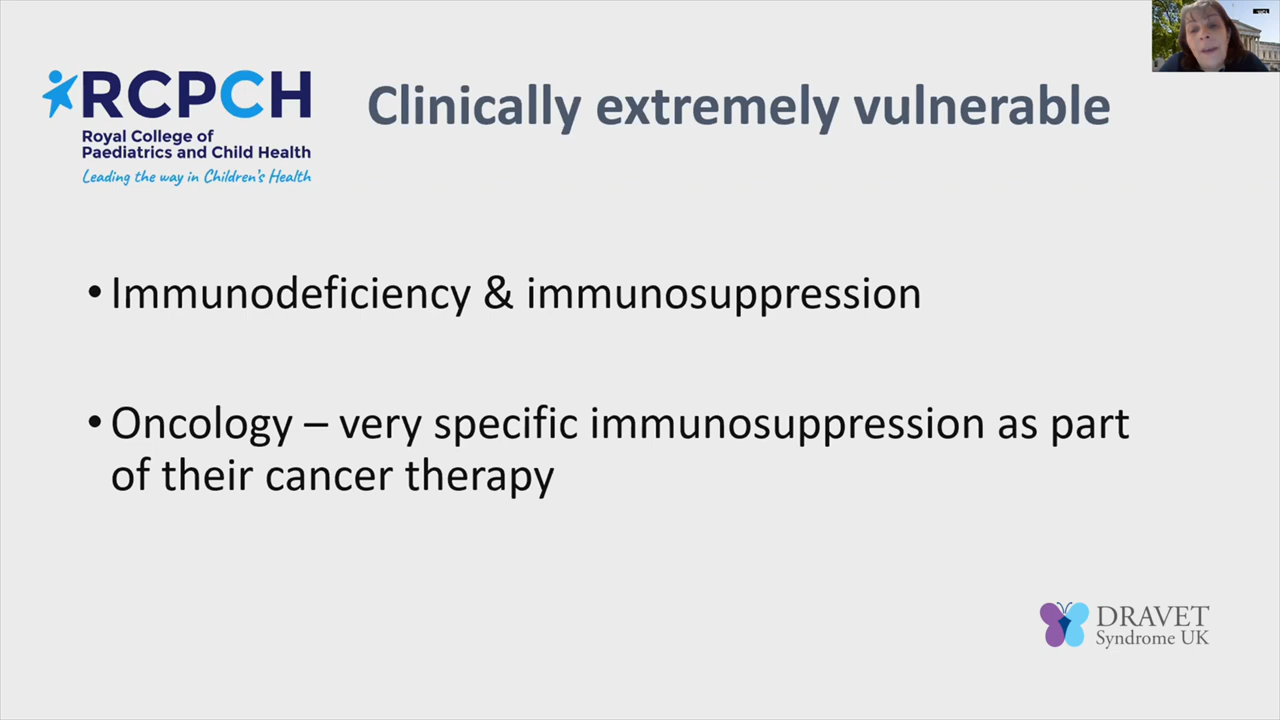 RCPCH
Royal College of
Paediatrics and Child Health
Leading the way in Children's Health
Clinically extremely vulnerable
UCL
• Immunodeficiency & immunosuppression
• Oncology – very specific immunosuppression as part
of their cancer therapy
DRAVET
Syndrome UK